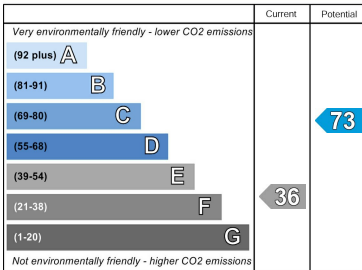 Current Potential
Very environmentally friendly - lower CO2 emissions
(92 plus) A
(81-91) B
(69-80) C
73
(55-68) D
(39-54) E
(21-38) F
36
(1-20) G
Not environmentally friendly - higher CO2 emissions